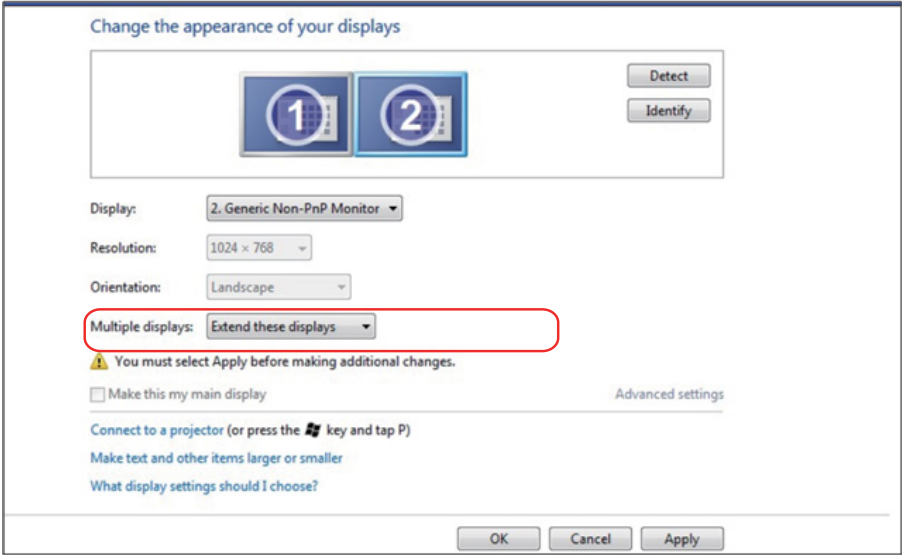 Change the appearance of your displays
1
2
Detect
Identify
Display: 2. Generic Non-PnP Monitor
Resolution: 1024 × 768
Orientation: Landscape
Multiple displays: Extend these displays
You must select Apply before making additional changes.
Make this my main display Advanced settings
Connect to a projector (or press the key and tap P)
Make text and other items larger or smaller
What display settings should I choose?
OK Cancel Apply